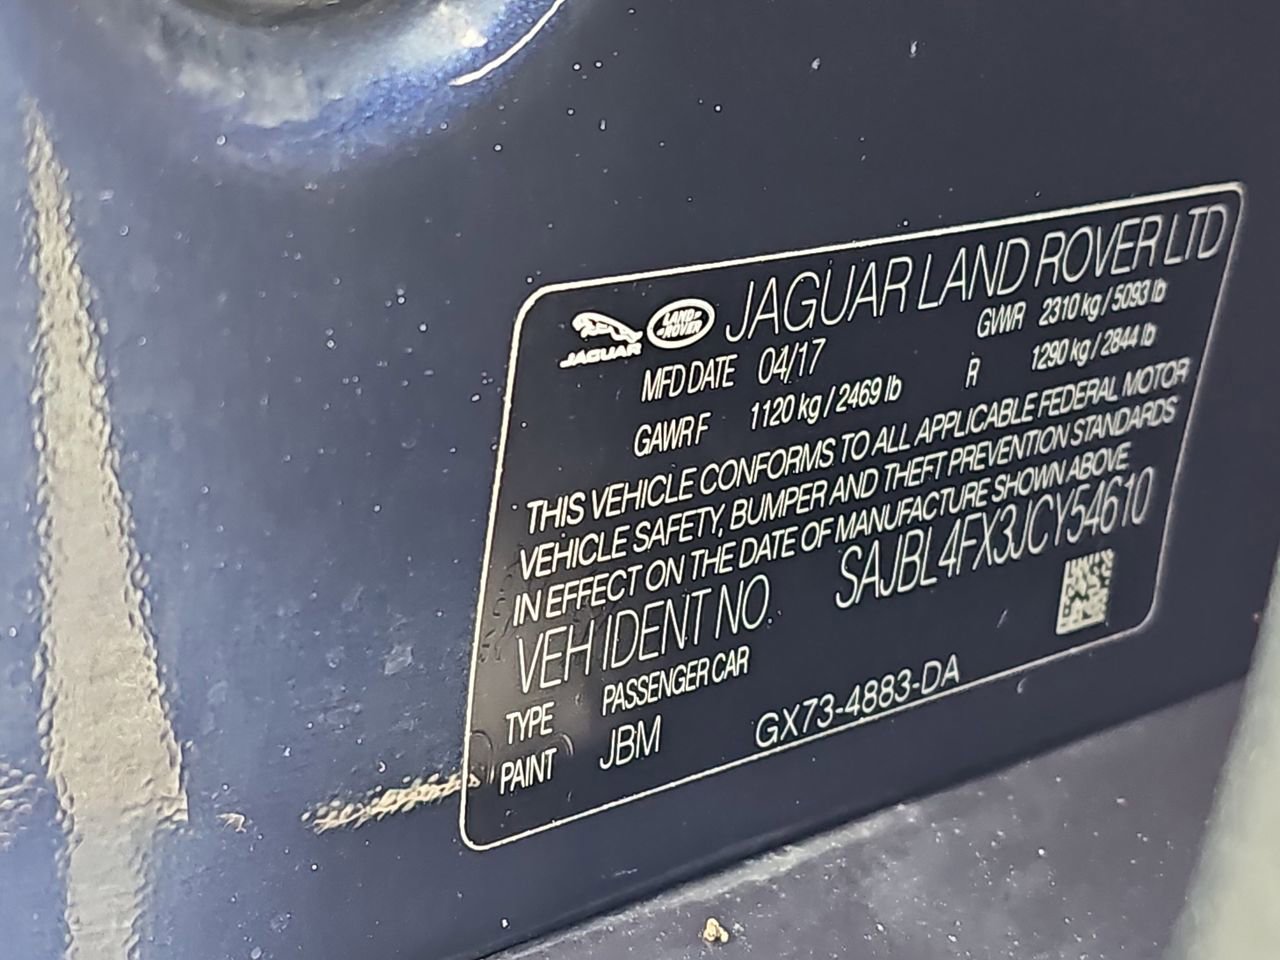 JAGUAR LAND ROVER JAGUAR LAND ROVER LTD
MFD DATE 04/17 GVWR 2310 kg / 5093 lb
GAWR F 1120 kg / 2469 lb R 1290 kg / 2844 lb
THIS VEHICLE CONFORMS TO ALL APPLICABLE FEDERAL MOTOR
VEHICLE SAFETY, BUMPER AND THEFT PREVENTION STANDARDS
IN EFFECT ON THE DATE OF MANUFACTURE SHOWN ABOVE
VEH IDENT NO. SAJBL4FX3JCY54610
TYPE PASSENGER CAR
PAINT JBM GX73-4883-DA